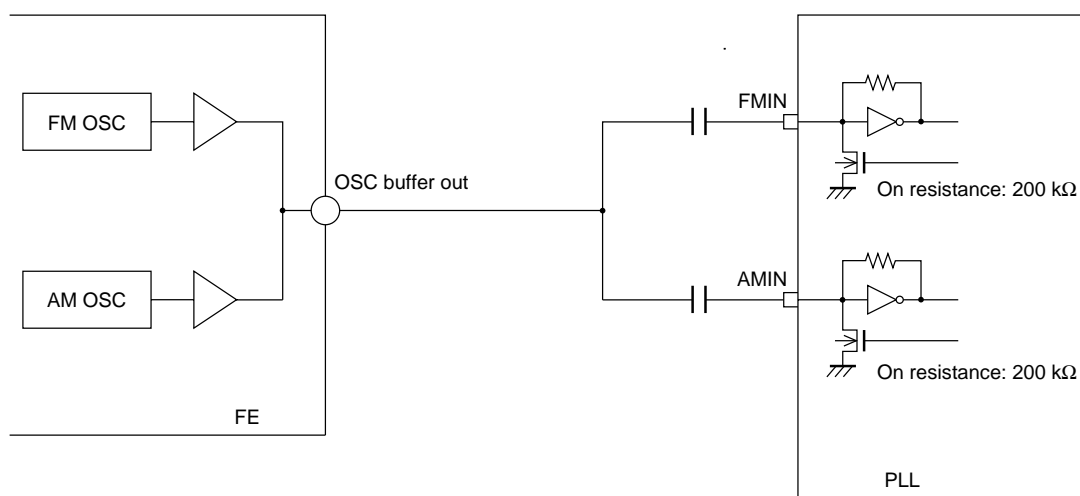 FM OSC
AM OSC
OSC buffer out
FE
FMIN
On resistance: 200 kΩ
AMIN
On resistance: 200 kΩ
PLL